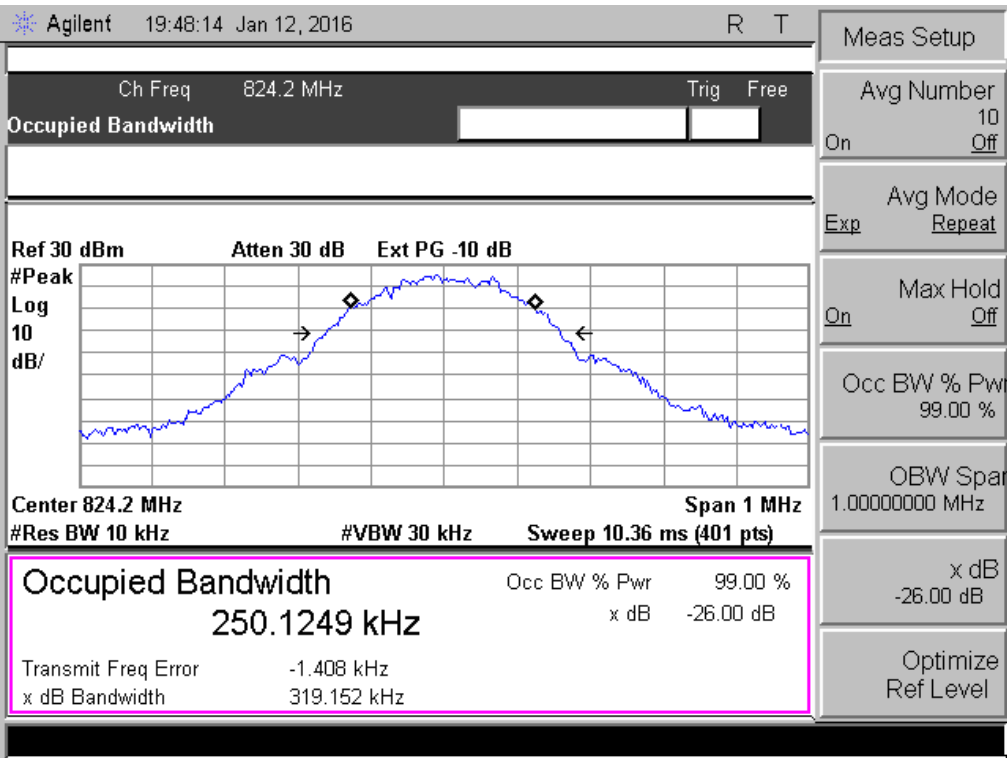 Agilent 19:48:14 Jan 12, 2016 R T
Ch Freq 824.2 MHz Trig Free
Occupied Bandwidth
Ref 30 dBm Atten 30 dB Ext PG -10 dB
#Peak
Log
10
dB/
Center 824.2 MHz Span 1 MHz
#Res BW 10 kHz #VBW 30 kHz Sweep 10.36 ms (401 pts)
Occupied Bandwidth Occ BW % Pwr 99.00 %
250.1249 kHz x dB -26.00 dB
Transmit Freq Error -1.408 kHz
x dB Bandwidth 319.152 kHz
Meas Setup
Avg Number
10
On Off
Avg Mode
Exp Repeat
Max Hold
On Off
Occ BW % Pwr
99.00 %
OBW Span
1.00000000 MHz
x dB
-26.00 dB
Optimize
Ref Level